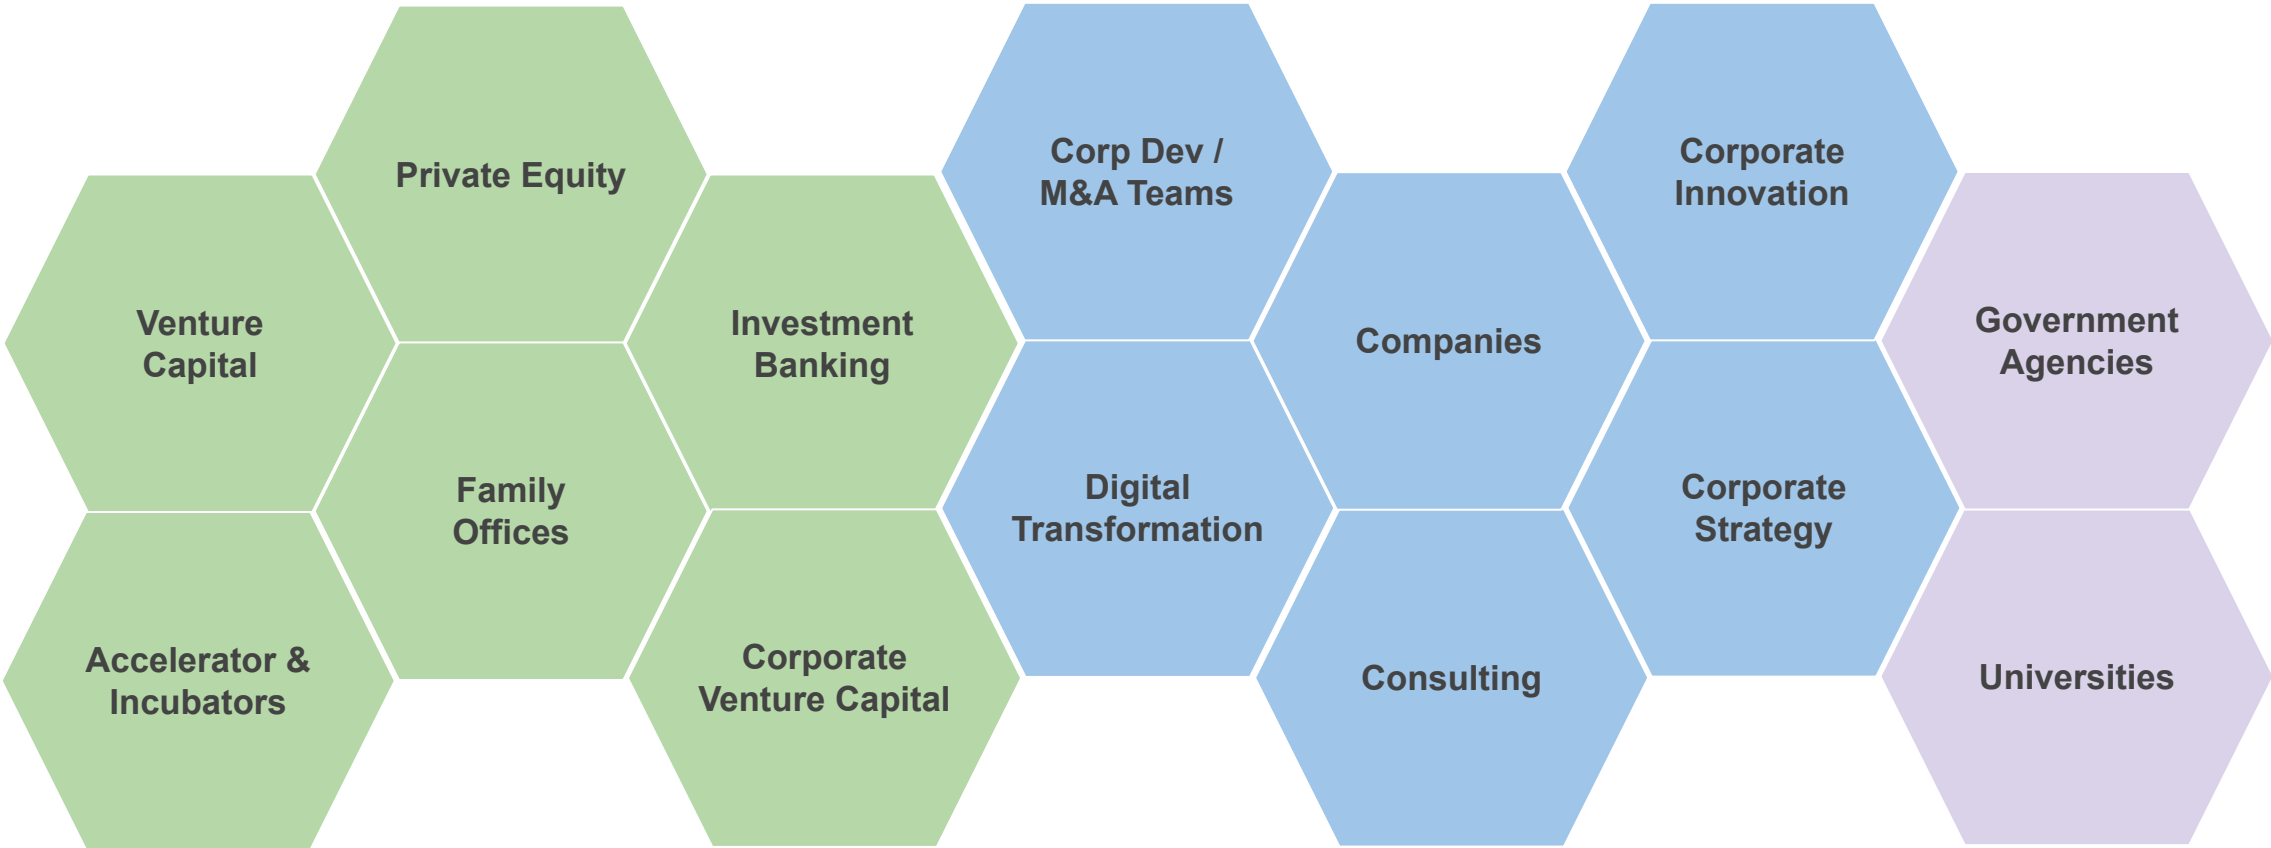 Private Equity
Corp Dev /
M&A Teams
Corporate
Innovation
Venture
Capital
Investment
Banking
Companies
Government
Agencies
Family
Offices
Digital
Transformation
Corporate
Strategy
Accelerator &
Incubators
Corporate
Venture Capital
Consulting
Universities